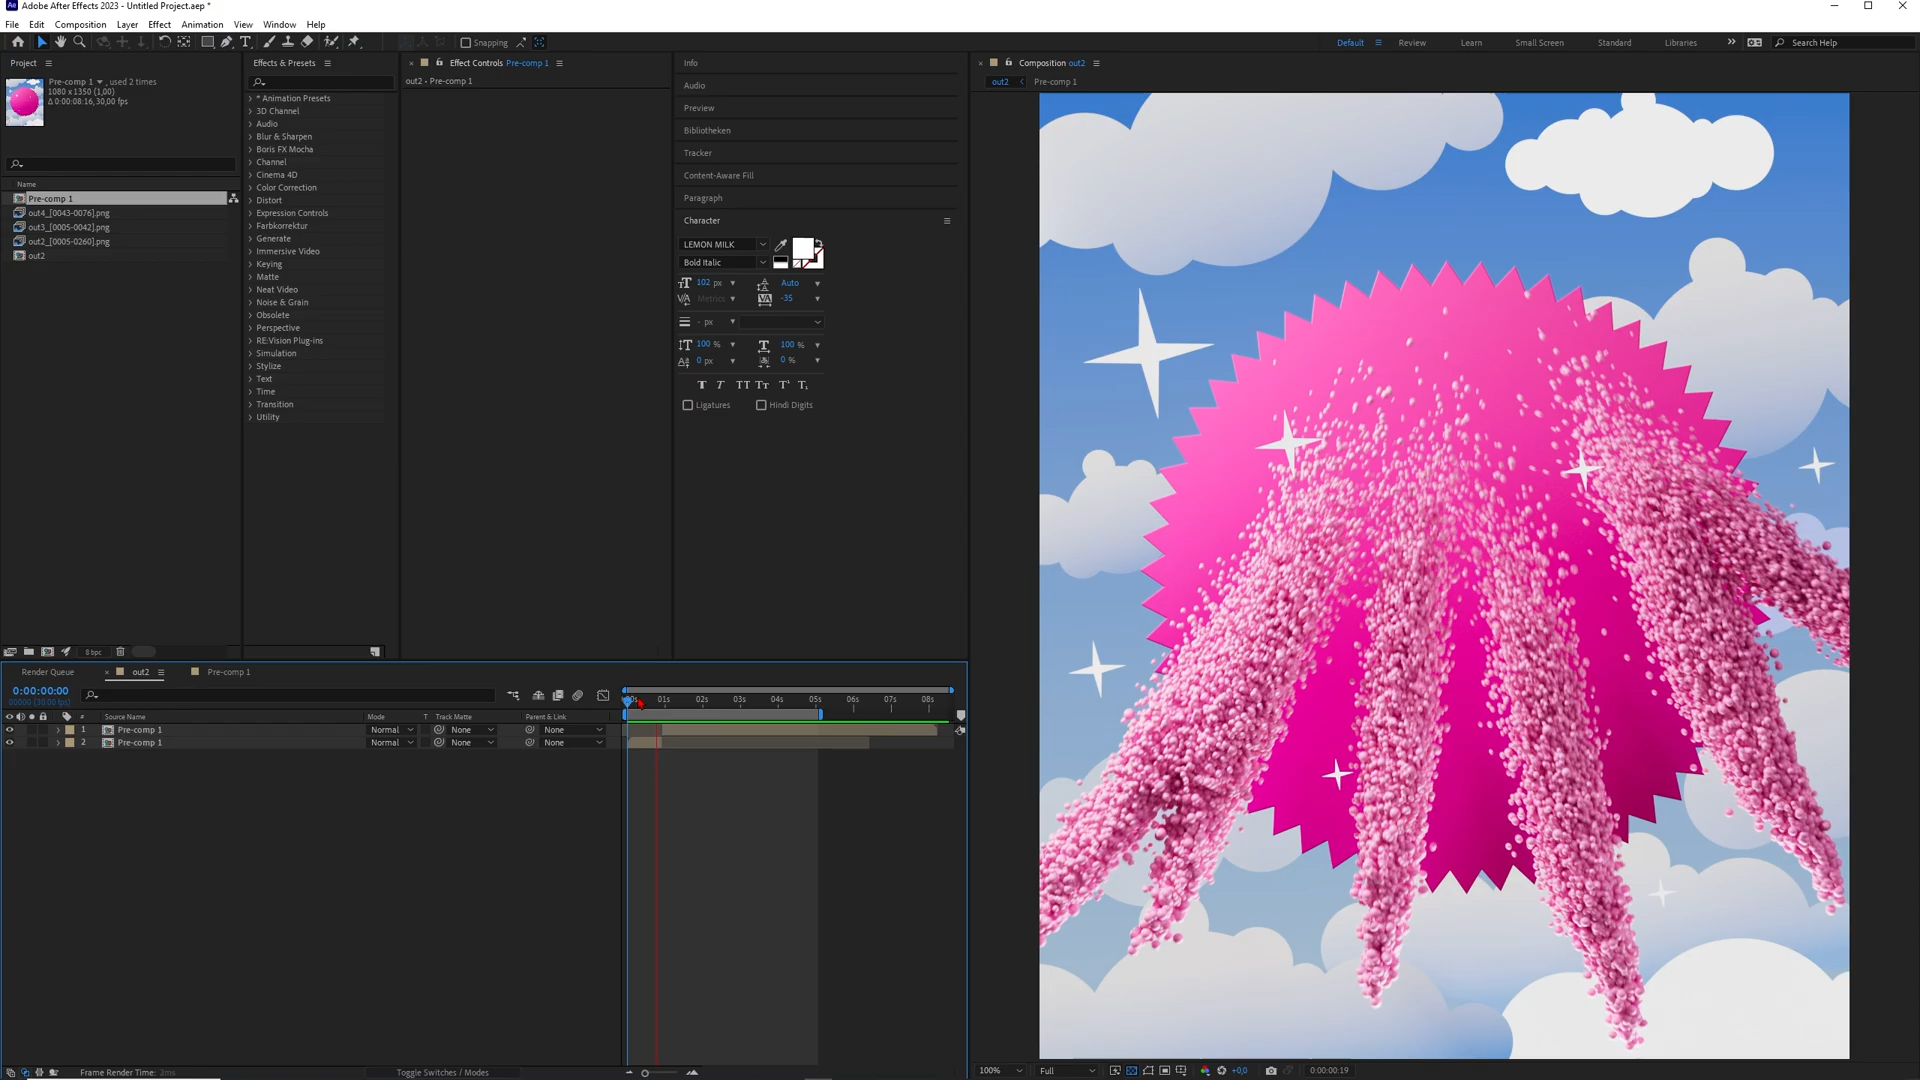 Adobe After Effects 2023 - Untitled Project.aep *
File Edit Composition Layer Effect Animation View Window Help
Snapping
Default Review Learn Small Screen Standard Libraries Search Help
Project
Pre-comp 1 , used 2 times
1080 x 1350 (1,00)
Δ 0:00:08:16, 30,00 fps
Name
Pre-comp 1
out4_[0043-0076].png
out3_[0005-0042].png
out2_[0005-0260].png
out2
8 bpc
Effects & Presets
* Animation Presets
3D Channel
Audio
Blur & Sharpen
Boris FX Mocha
Channel
Cinema 4D
Color Correction
Distort
Expression Controls
Farbkorrektur
Generate
Immersive Video
Keying
Matte
Neat Video
Noise & Grain
Obsolete
Perspective
RE:Vision Plug-ins
Simulation
Stylize
Text
Time
Transition
Utility
Effect Controls Pre-comp 1
out2 • Pre-comp 1
Info
Audio
Preview
Bibliotheken
Tracker
Content-Aware Fill
Paragraph
Character
LEMON MILK
Bold Italic
102 px Auto
Metrics -35
- px
100 % 100 %
0 px 0 %
Ligatures Hindi Digits
Composition out2
out2 Pre-comp 1
Render Queue out2 Pre-comp 1
0:00:00:00
00000 (30.00 fps)
01s 02s 03s 04s 05s 06s 07s 08s
# Source Name Mode T Track Matte Parent & Link
1 Pre-comp 1 Normal None None
2 Pre-comp 1 Normal None None
Frame Render Time: 3ms Toggle Switches / Modes
100% Full +0,0 0:00:00:19